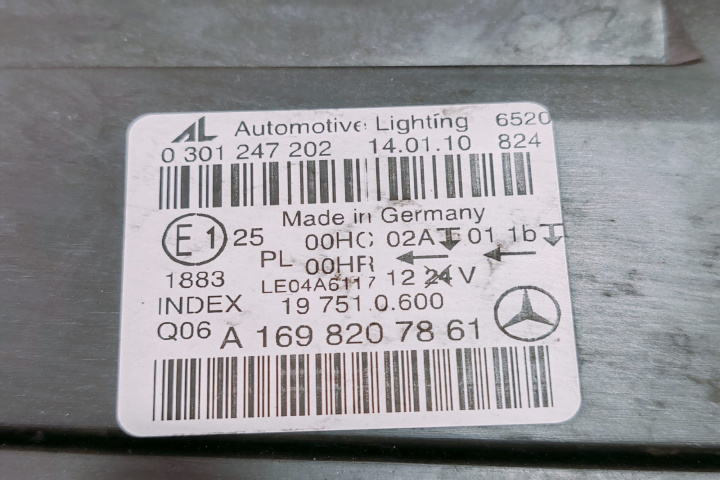 AL Automotive Lighting 6520
0 301 247 202 14.01.10 824
Made in Germany
E1 25 00HC 02A 01 1b
PL 00HR
1883 LE04A6117 12 24V
INDEX 19 751 0.600
Q06 A 169 820 78 61